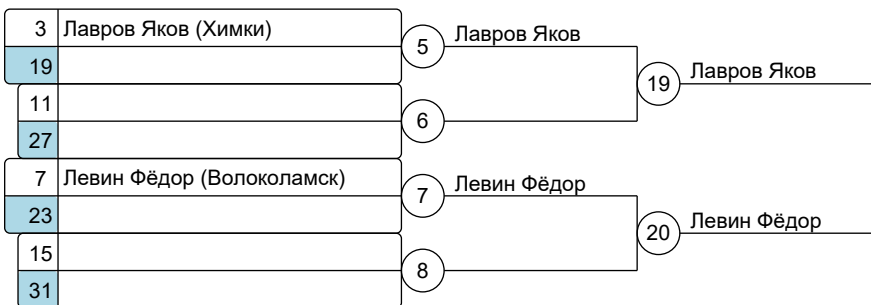 3 Лавров Яков (Химки)
19
5 Лавров Яков
11
27
6
19 Лавров Яков
7 Левин Фёдор (Волоколамск)
23
7 Левин Фёдор
15
31
8
20 Левин Фёдор